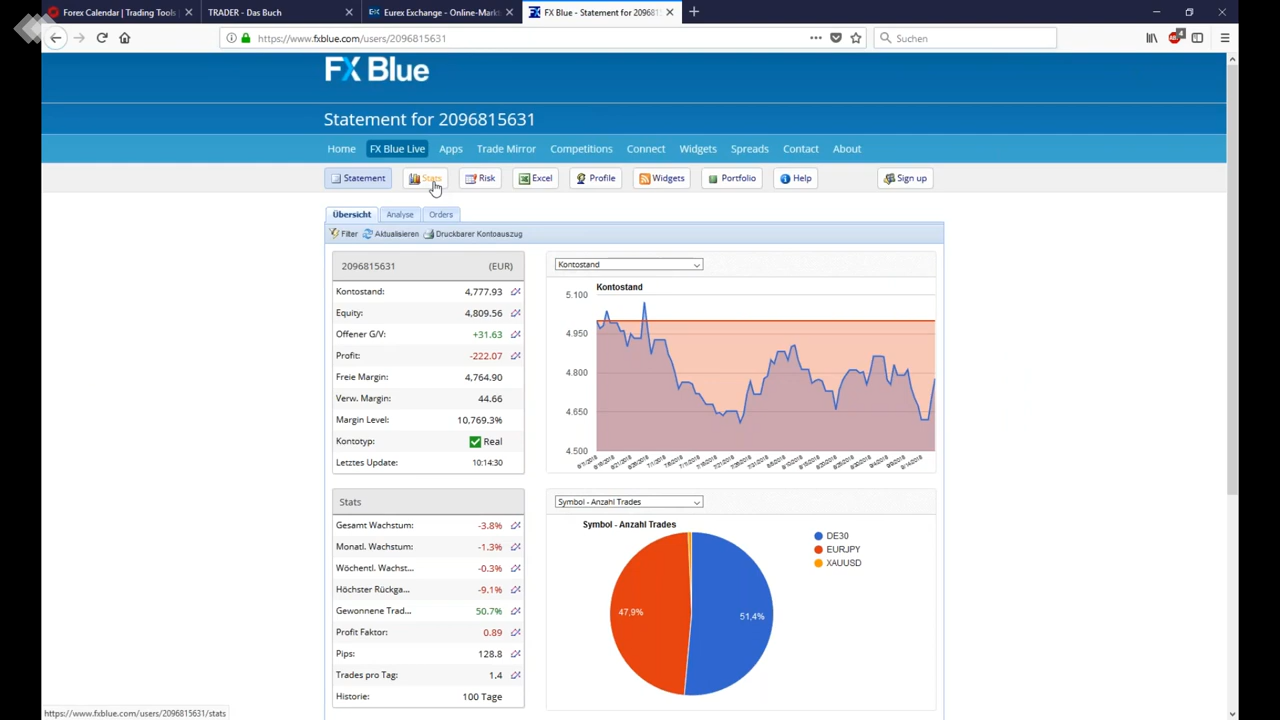 Forex Calendar | Trading Tools
TRADER - Das Buch
Eurex Exchange - Online-Markt
FX Blue - Statement for 2096815631
https://www.fxblue.com/users/2096815631
Suchen
4
FX Blue
Statement for 2096815631
Home FX Blue Live Apps Trade Mirror Competitions Connect Widgets Spreads Contact About
Statement Stats Risk Excel Profile Widgets Portfolio Help Sign up
Übersicht Analyse Orders
Filter Aktualisieren Druckbarer Kontoauszug
2096815631 (EUR)
Kontostand: 4,777.93
Equity: 4,809.56
Offener G/V: +31.63
Profit: -222.07
Freie Margin: 4,764.90
Verw. Margin: 44.66
Margin Level: 10,769.3%
Kontotyp: Real
Letztes Update: 10:14:30
Kontostand
Kontostand
5.100
4.950
4.800
4.650
4.500
Stats
Gesamt Wachstum: -3.8%
Monatl. Wachstum: -1.3%
Wöchentl. Wachst... -0.3%
Höchster Rückga... -9.1%
Gewonnene Trad... 50.7%
Profit Faktor: 0.89
Pips: 128.8
Trades pro Tag: 1.4
Historie: 100 Tage
Symbol - Anzahl Trades
Symbol - Anzahl Trades
DE30
EURJPY
XAUUSD
47,9%
51,4%
https://www.fxblue.com/users/2096815631/stats